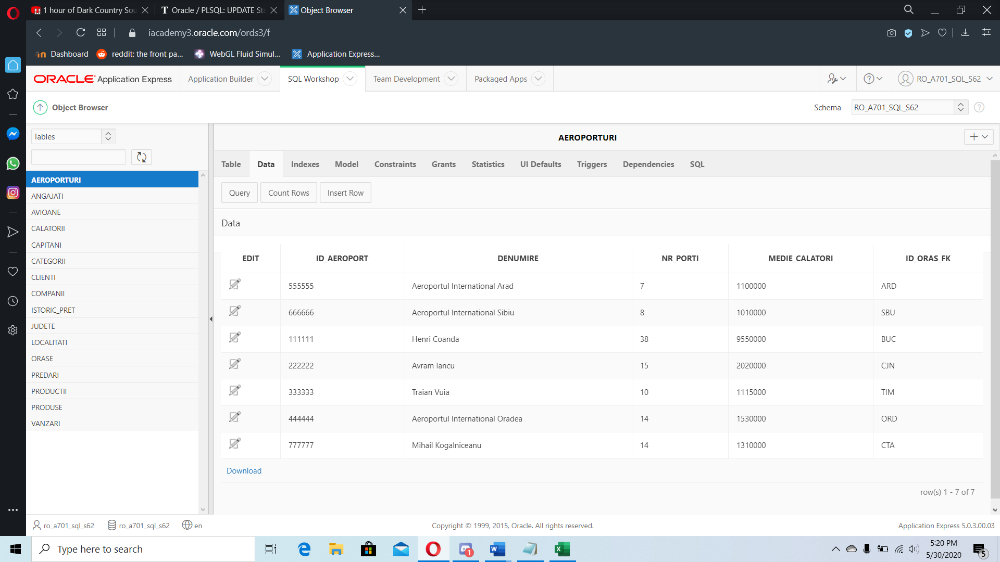 1 hour of Dark Country Sou
Oracle / PLSQL: UPDATE Sta
Object Browser
iacademy3.oracle.com/ords3/f
Dashboard
reddit: the front pa...
WebGL Fluid Simul...
Application Express...
ORACLE Application Express
Application Builder
SQL Workshop
Team Development
Packaged Apps
RO_A701_SQL_S62
Object Browser
Schema
RO_A701_SQL_S62
Tables
AEROPORTURI
Table Data Indexes Model Constraints Grants Statistics UI Defaults Triggers Dependencies SQL
AEROPORTURI
ANGAJATI
AVIOANE
CALATORII
CAPITANI
CATEGORII
CLIENTI
COMPANII
ISTORIC_PRET
JUDETE
LOCALITATI
ORASE
PREDARI
PRODUCTII
PRODUSE
VANZARI
Query Count Rows Insert Row
Data
EDIT ID_AEROPORT DENUMIRE NR_PORTI MEDIE_CALATORI ID_ORAS_FK
555555 Aeroportul International Arad 7 1100000 ARD
666666 Aeroportul International Sibiu 8 1010000 SBU
111111 Henri Coanda 38 9550000 BUC
222222 Avram Iancu 15 2020000 CJN
333333 Traian Vuia 10 1115000 TIM
444444 Aeroportul International Oradea 14 1530000 ORD
777777 Mihail Kogalniceanu 14 1310000 CTA
Download
row(s) 1 - 7 of 7
ro_a701_sql_s62 ro_a701_sql_s62 en
Copyright © 1999, 2015, Oracle. All rights reserved.
Application Express 5.0.3.00.03
Type here to search
1
5:20 PM
5/30/2020
5